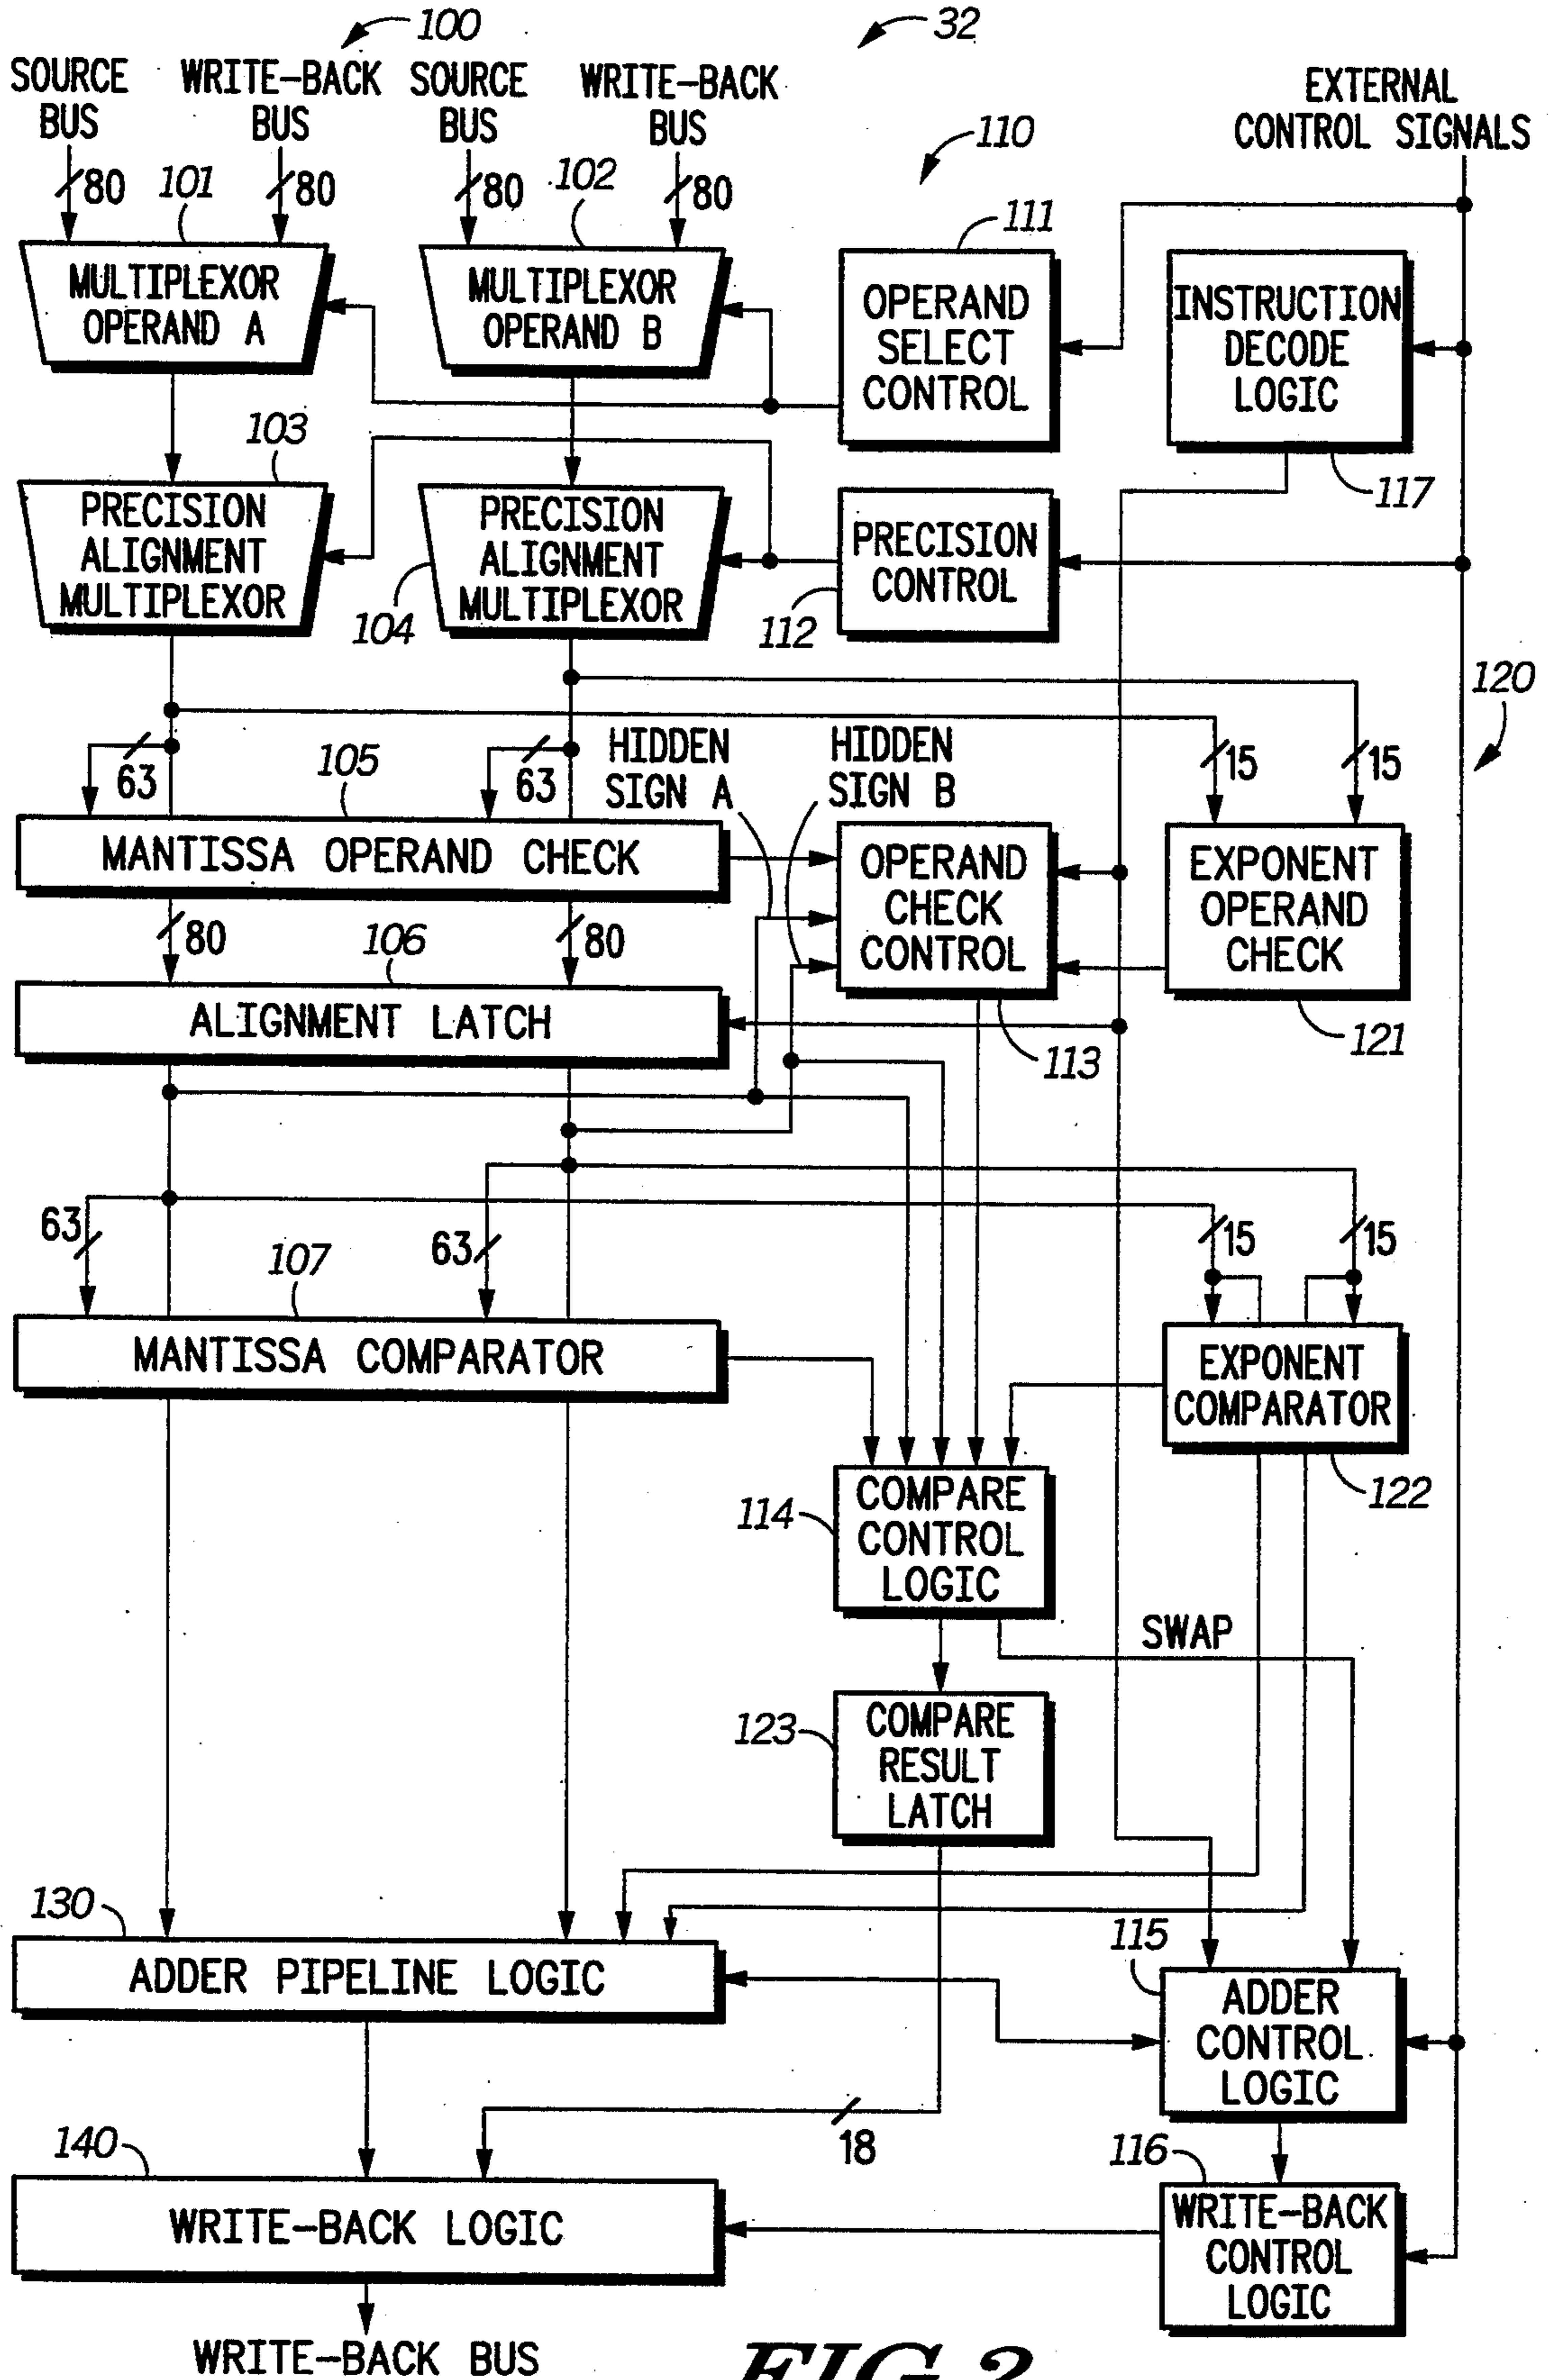 100
32
SOURCE BUS
WRITE-BACK BUS
SOURCE BUS
WRITE-BACK BUS
EXTERNAL CONTROL SIGNALS
80
101
80
80
102
80
110
111
MULTIPLEXOR
OPERAND A
MULTIPLEXOR
OPERAND B
OPERAND
SELECT
CONTROL
INSTRUCTION
DECODE
LOGIC
103
117
PRECISION
ALIGNMENT
MULTIPLEXOR
104
PRECISION
ALIGNMENT
MULTIPLEXOR
112
PRECISION
CONTROL
120
63
105
63
HIDDEN
SIGN A
HIDDEN
SIGN B
15
15
MANTISSA OPERAND CHECK
OPERAND
CHECK
CONTROL
EXPONENT
OPERAND
CHECK
80
106
80
ALIGNMENT LATCH
113
121
63
107
63
15
15
MANTISSA COMPARATOR
EXPONENT
COMPARATOR
114
COMPARE
CONTROL
LOGIC
122
SWAP
123
COMPARE
RESULT
LATCH
130
115
ADDER PIPELINE LOGIC
ADDER
CONTROL
LOGIC
18
140
116
WRITE-BACK LOGIC
WRITE-BACK
CONTROL
LOGIC
WRITE-BACK BUS
FIG.2